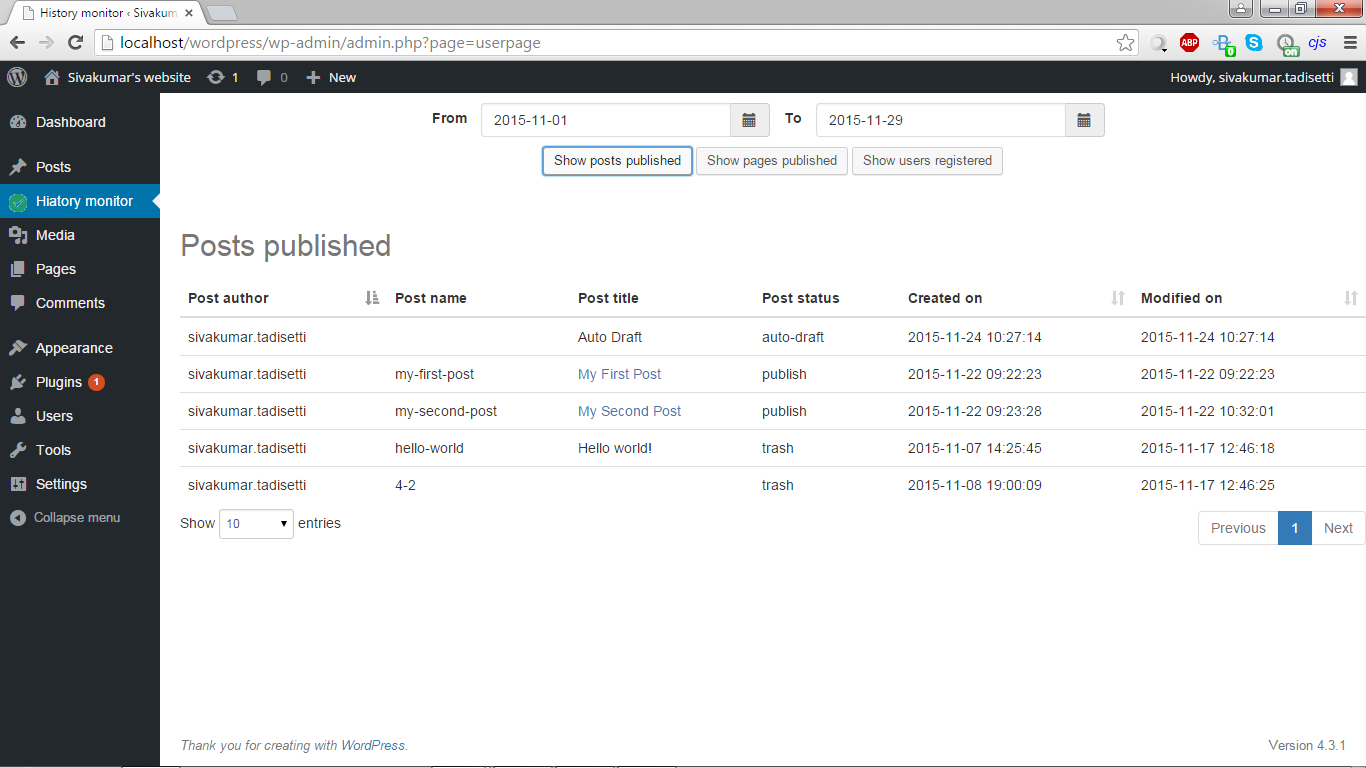 History monitor ‹ Sivakum
localhost/wordpress/wp-admin/admin.php?page=userpage
ABP
0
on
cjs
Sivakumar's website 1 0 New
Howdy, sivakumar.tadisetti
Dashboard
Posts
Hiatory monitor
Media
Pages
Comments
Appearance
Plugins 1
Users
Tools
Settings
Collapse menu
From 2015-11-01 To 2015-11-29
Show posts published Show pages published Show users registered
Posts published
Post author Post name Post title Post status Created on Modified on
sivakumar.tadisetti Auto Draft auto-draft 2015-11-24 10:27:14 2015-11-24 10:27:14
sivakumar.tadisetti my-first-post My First Post publish 2015-11-22 09:22:23 2015-11-22 09:22:23
sivakumar.tadisetti my-second-post My Second Post publish 2015-11-22 09:23:28 2015-11-22 10:32:01
sivakumar.tadisetti hello-world Hello world! trash 2015-11-07 14:25:45 2015-11-17 12:46:18
sivakumar.tadisetti 4-2 trash 2015-11-08 19:00:09 2015-11-17 12:46:25
Show 10 entries
Previous 1 Next
Thank you for creating with WordPress.
Version 4.3.1